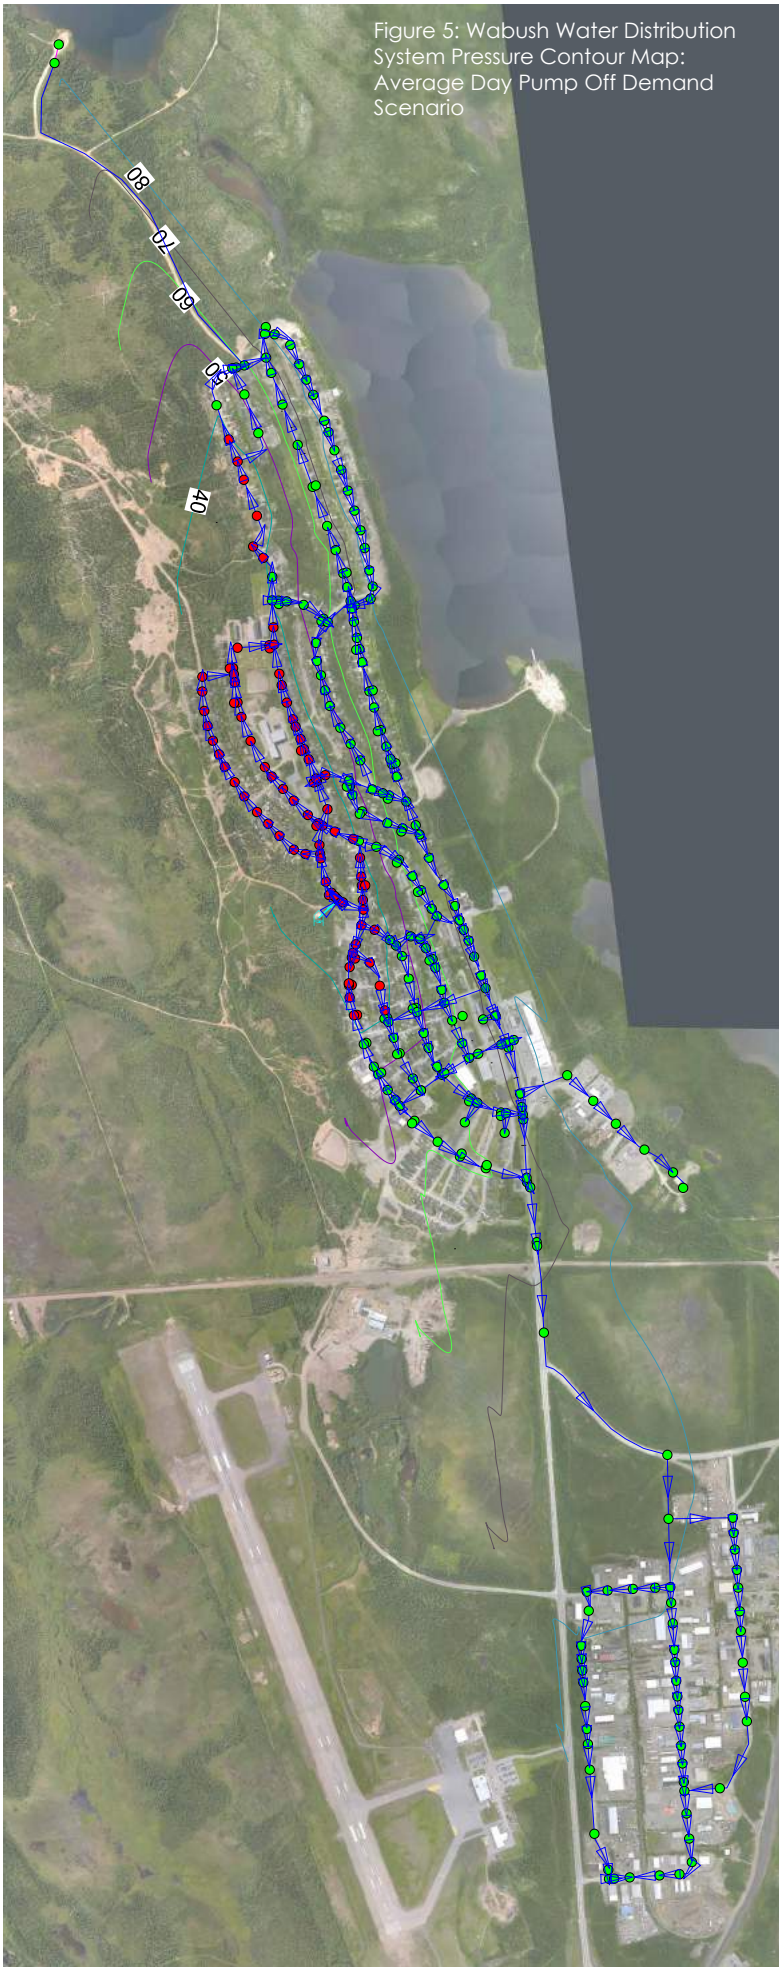 Figure 5: Wabush Water Distribution
System Pressure Contour Map:
Average Day Pump Off Demand
Scenario
80
70
60
50
40